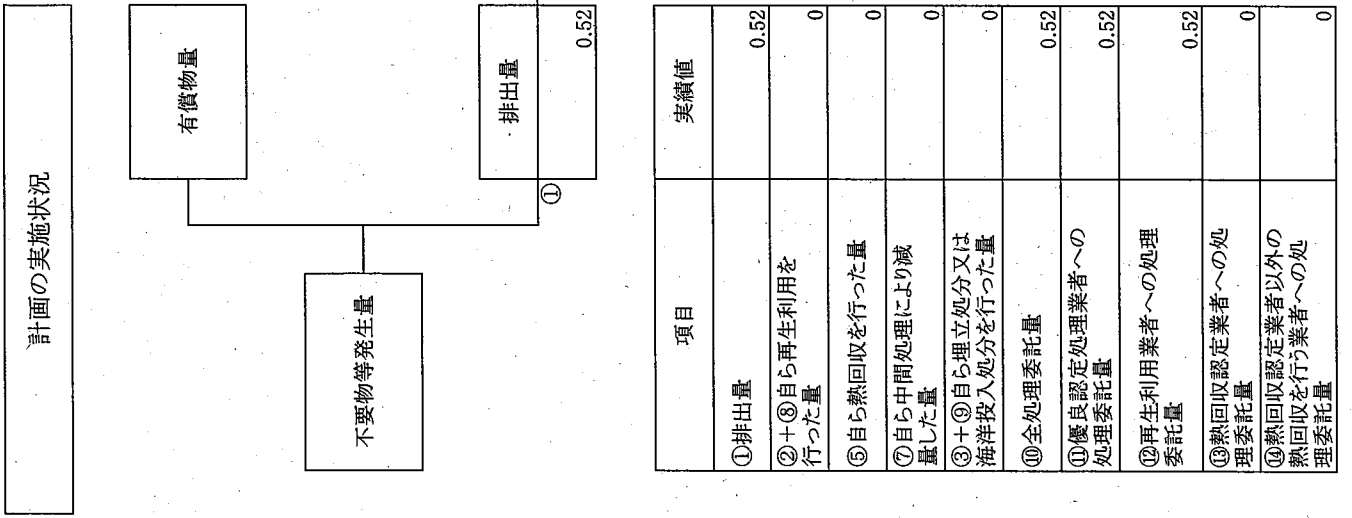 計画の実施状況
有償物量
不要物等発生量
排出量
①
0.52
項目
実績値
①排出量
0.52
②+⑧自ら再生利用を
行った量
0
⑤自ら熱回収を行った量
0
⑦自ら中間処理により減
量した量
0
③+⑨自ら埋立処分又は
海洋投入処分を行った量
0
⑩全処理委託量
0.52
⑪優良認定処理業者への
処理委託量
0.52
⑫再生利用業者への処理
委託量
0.52
⑬熱回収認定業者への処
理委託量
0
⑭熱回収認定業者以外の
熱回収を行う業者への処
理委託量
0